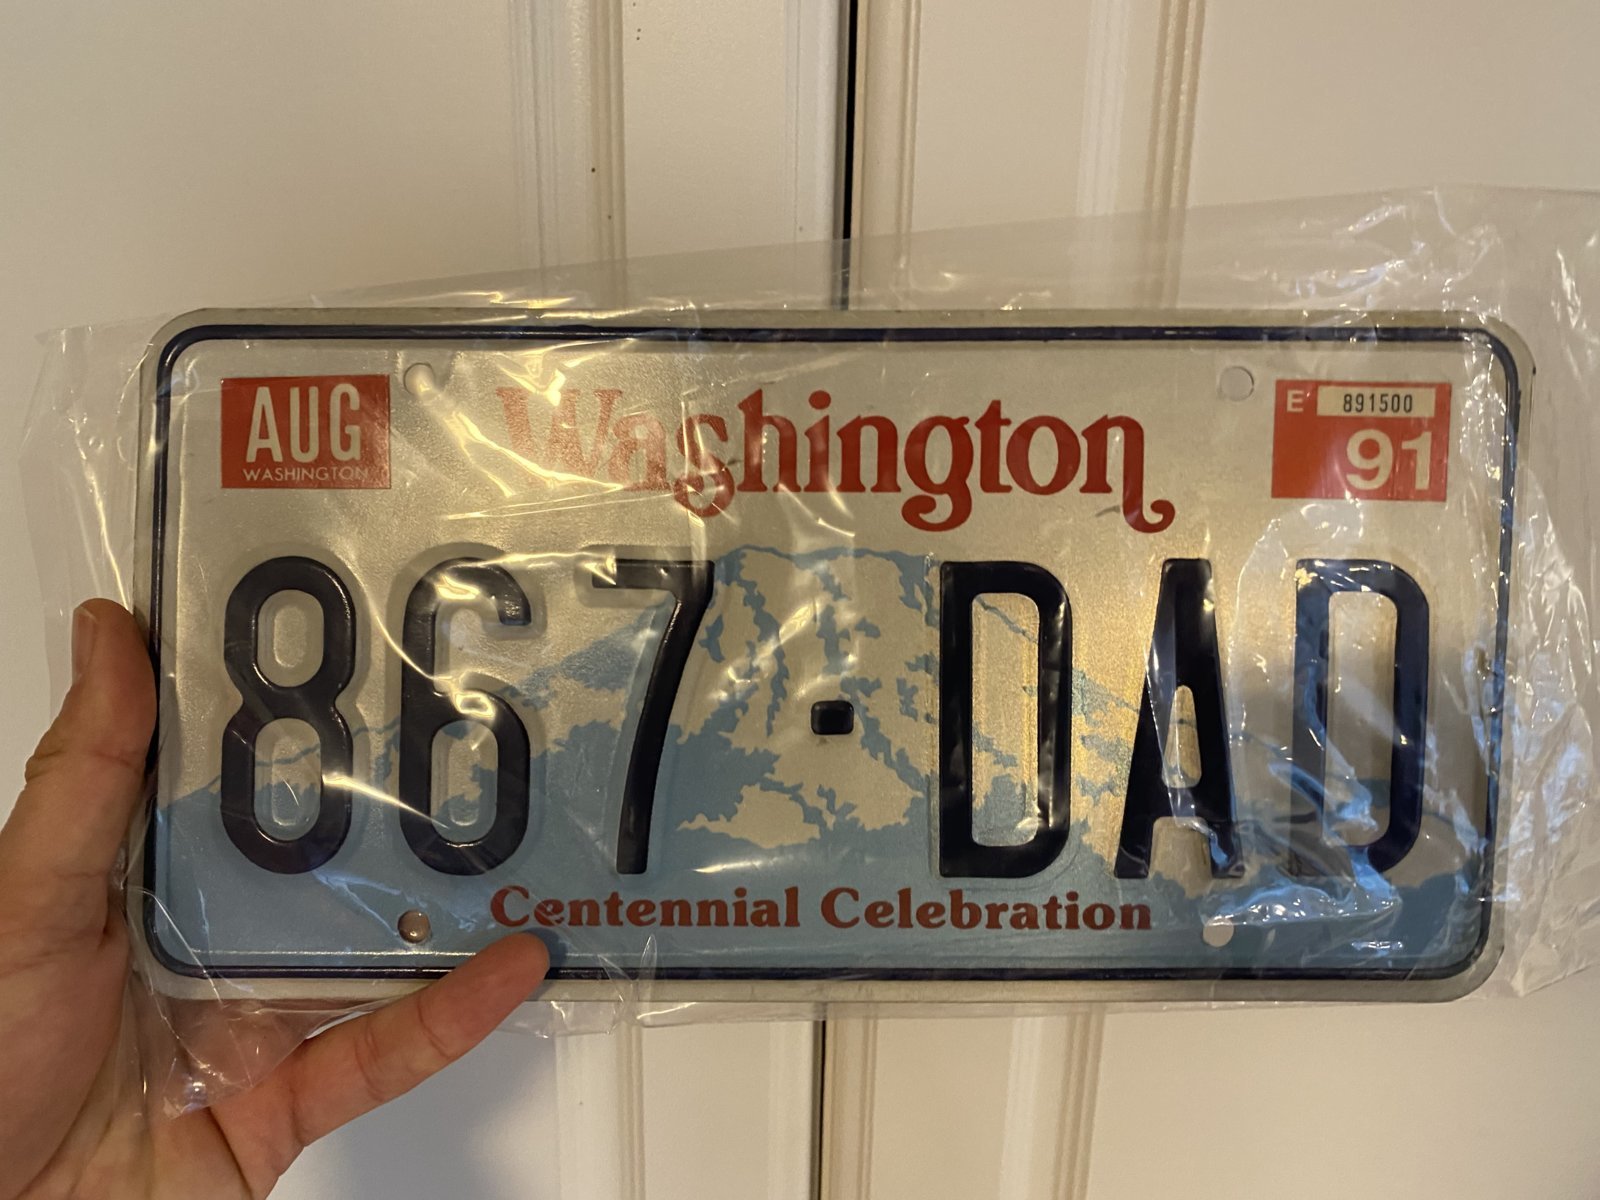 AUG
WASHINGTON
Washington
E 891500
91
867-DAD
Centennial Celebration